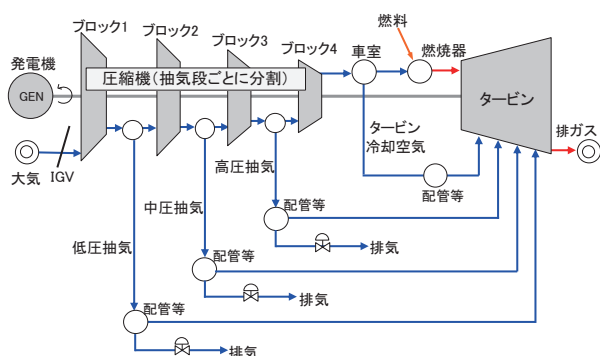 ブロック1
ブロック2
ブロック3
ブロック4
車室
燃料
燃焼器
発電機
GEN
圧縮機(抽気段ごとに分割)
タービン
大気
IGV
タービン
冷却空気
配管等
排ガス
高圧抽気
配管等
排気
中圧抽気
配管等
排気
低圧抽気
配管等
排気